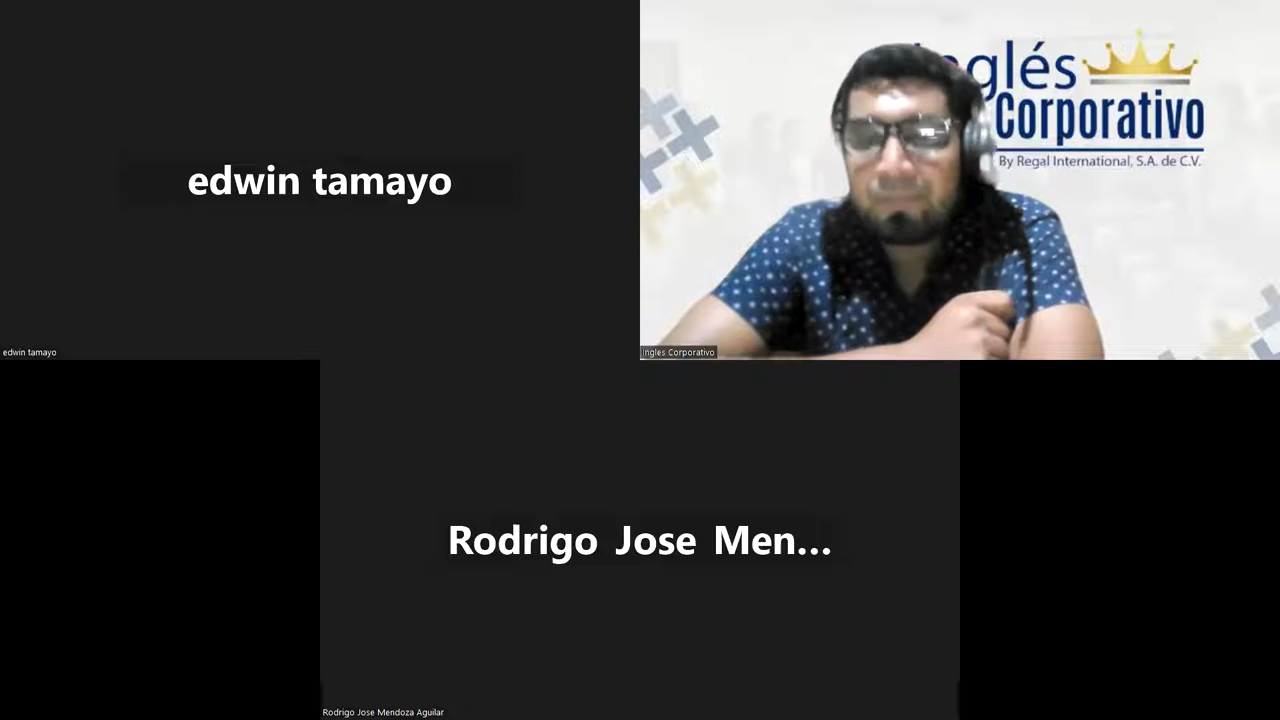 edwin tamayo
edwin tamayo
Inglés
Corporativo
By Regal International, S.A. de C.V.
Ingles Corporativo
Rodrigo Jose Men...
Rodrigo Jose Mendoza Aguilar